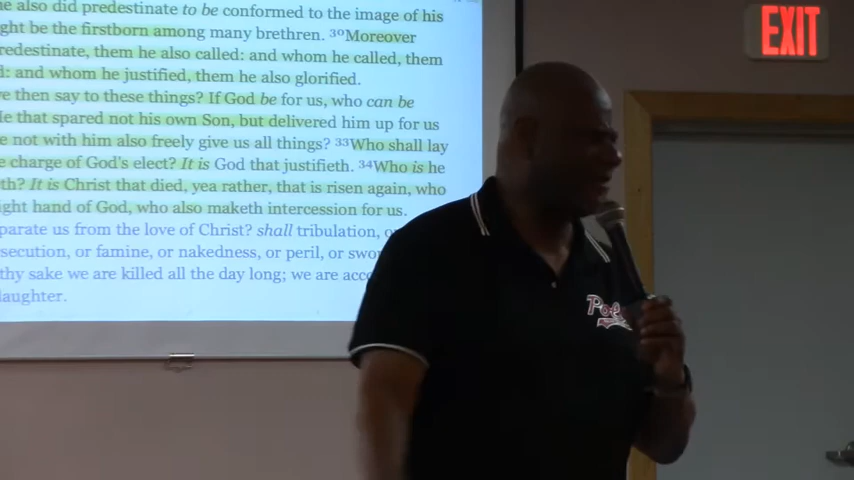 he also did predestinate to be conformed to the image of his
ght be the firstborn among many brethren. ³⁰Moreover
redestinate, them he also called: and whom he called, them
d: and whom he justified, them he also glorified.
e then say to these things? If God be for us, who can be
He that spared not his own Son, but delivered him up for us
e not with him also freely give us all things? ³³Who shall lay
e charge of God's elect? It is God that justifieth. ³⁴Who is he
th? It is Christ that died, yea rather, that is risen again, who
ight hand of God, who also maketh intercession for us.
parate us from the love of Christ? shall tribulation, o
secution, or famine, or nakedness, or peril, or swo
thy sake we are killed all the day long; we are acco
laughter.
EXIT